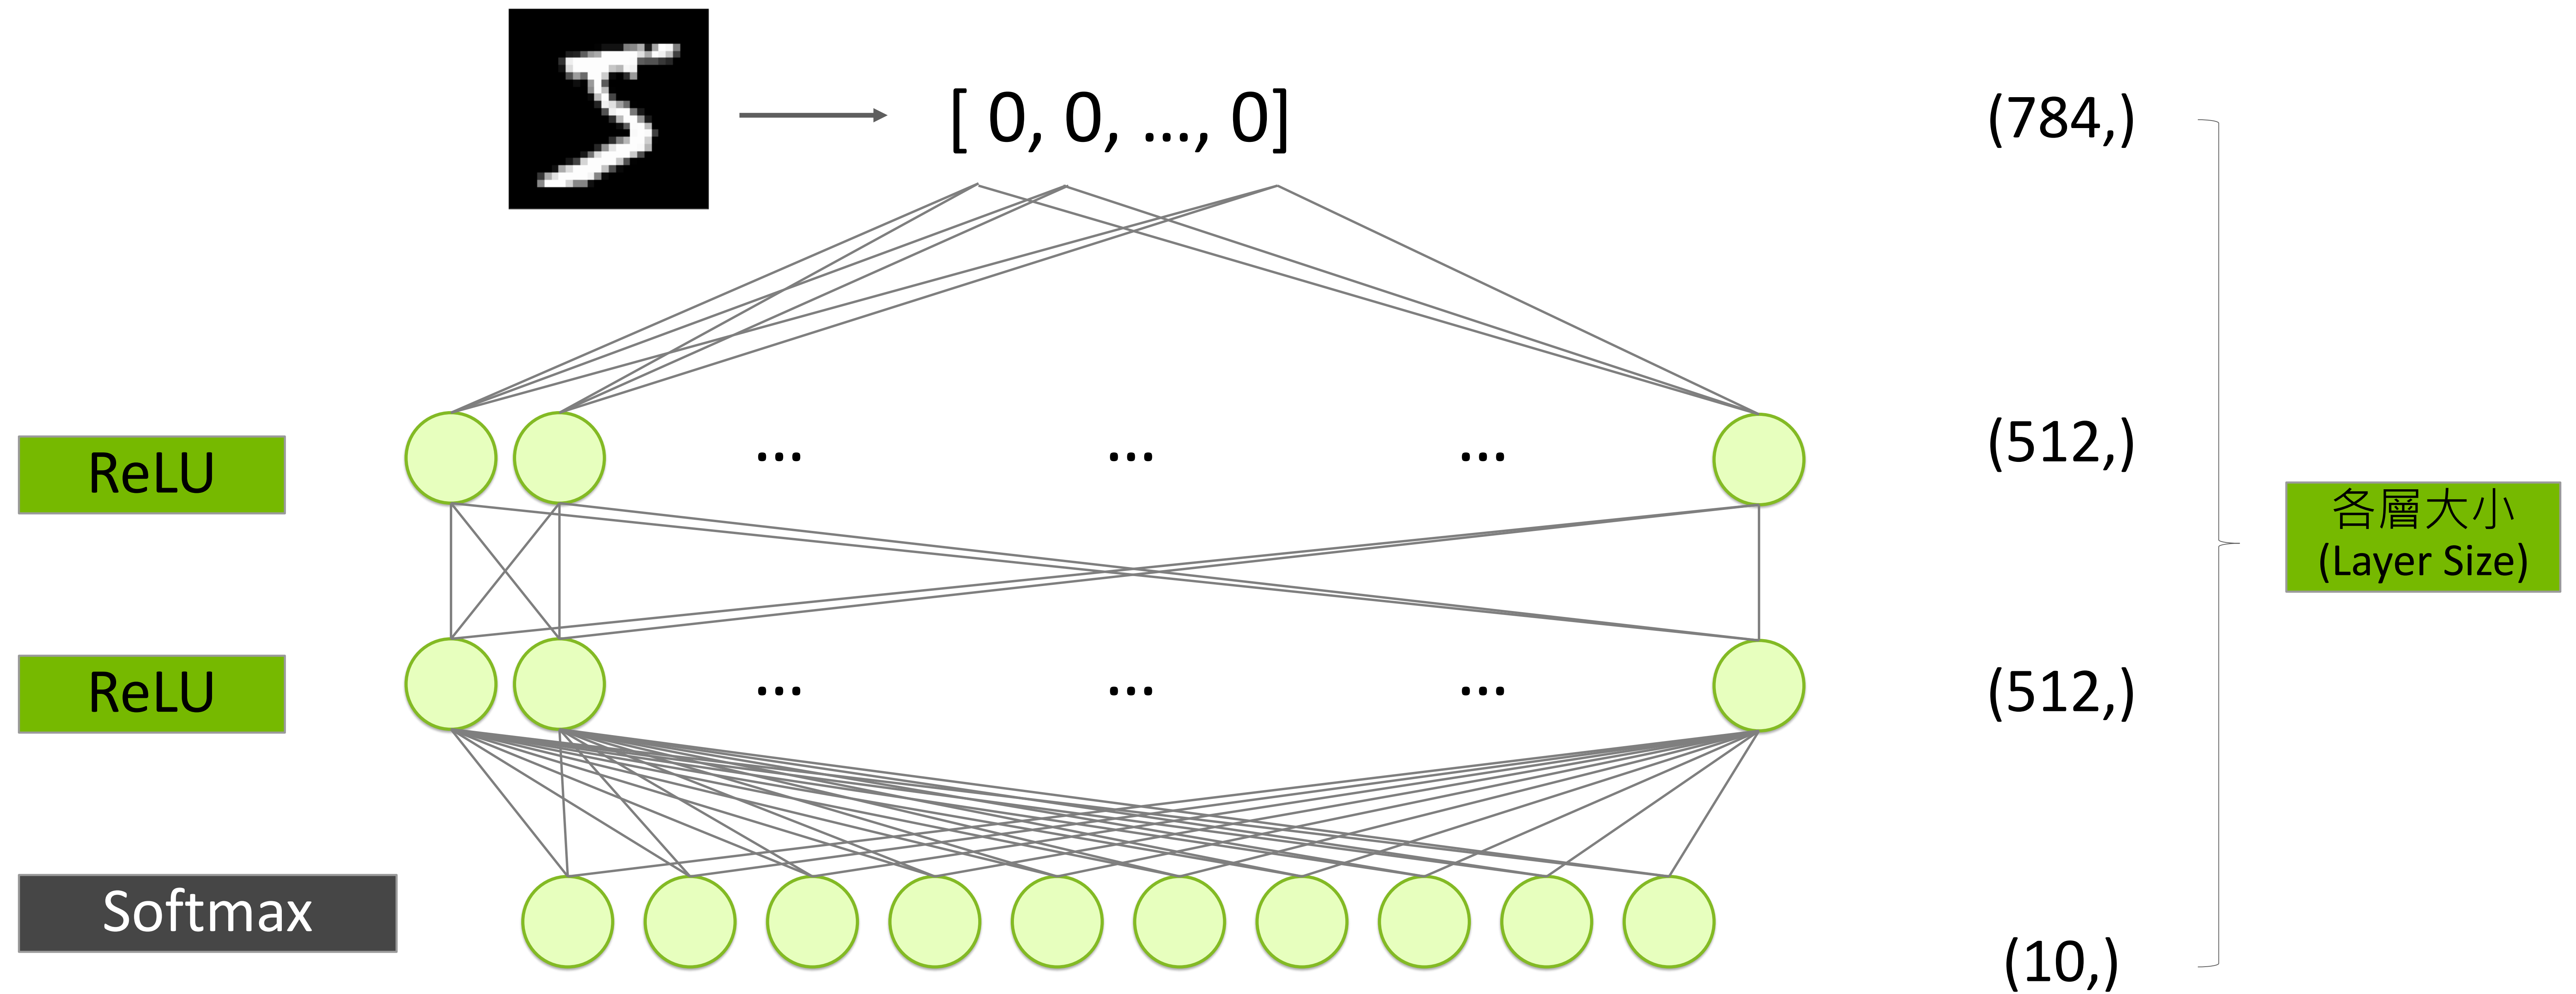 [ 0, 0, ..., 0]
(784,)
ReLU
... ... ...
(512,)
各層大小
(Layer Size)
ReLU
... ... ...
(512,)
Softmax
(10,)